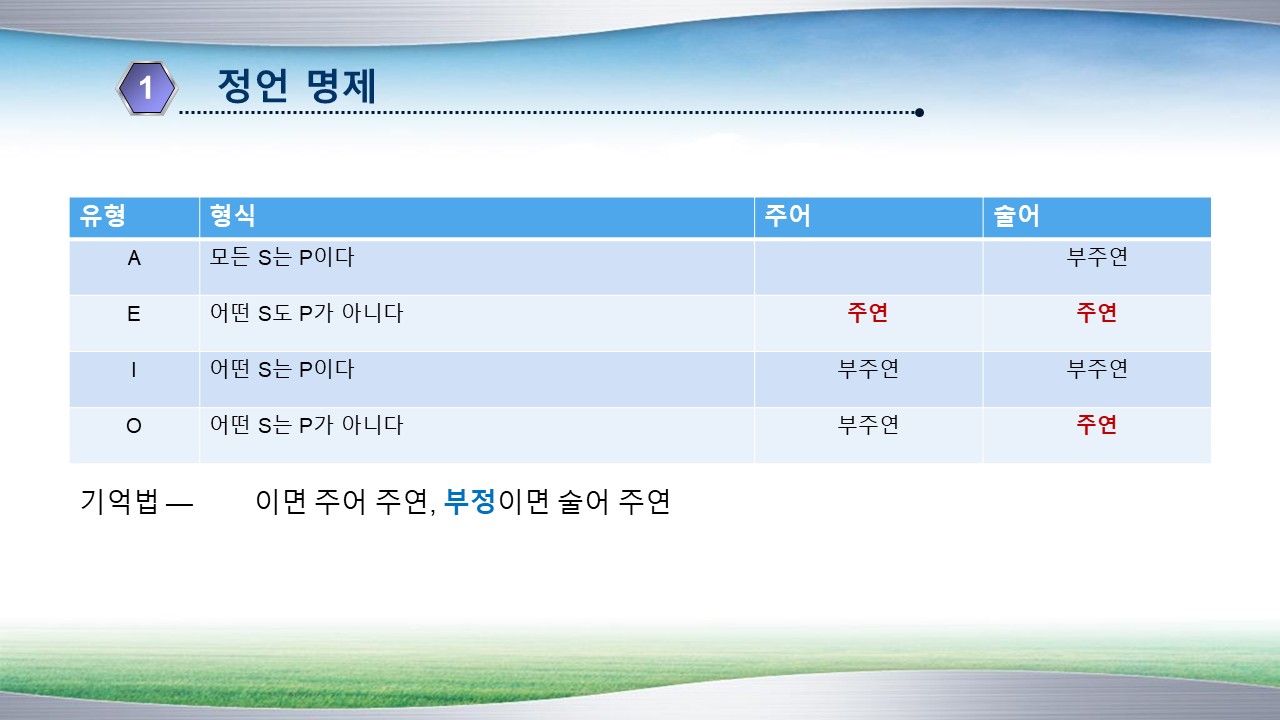 1 정언 명제
유형 형식 주어 술어
A 모든 S는 P이다 부주연
E 어떤 S도 P가 아니다 주연 주연
I 어떤 S는 P이다 부주연 부주연
O 어떤 S는 P가 아니다 부주연 주연
기억법 — 이면 주어 주연, 부정이면 술어 주연